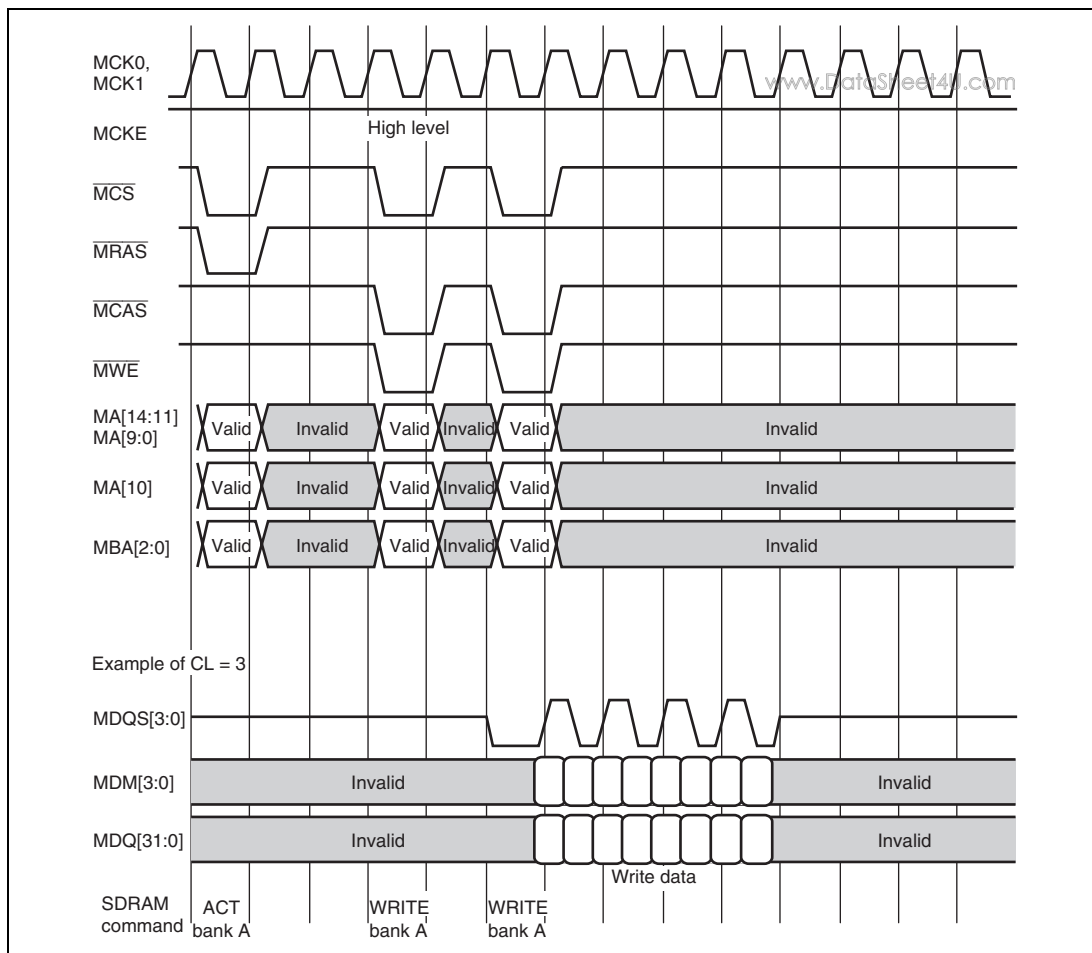 MCK0,
MCK1
www.DataSheet4U.com
MCKE
High level
MCS
MRAS
MCAS
MWE
MA[14:11]
MA[9:0]
Valid Invalid Valid Invalid Valid Invalid
MA[10] Valid Invalid Valid Invalid Valid Invalid
MBA[2:0] Valid Invalid Valid Invalid Valid Invalid
Example of CL = 3
MDQS[3:0]
MDM[3:0] Invalid Invalid
MDQ[31:0] Invalid Invalid
Write data
SDRAM
command
ACT
bank A
WRITE
bank A
WRITE
bank A